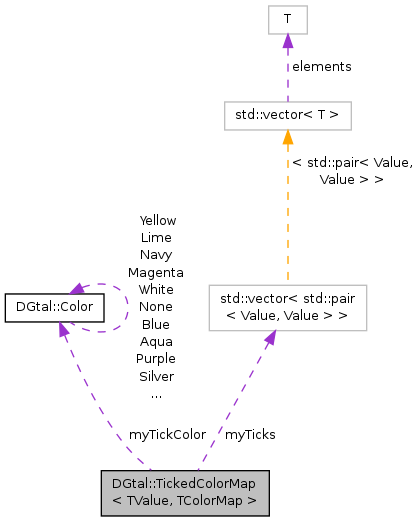 T
elements
std::vector< T >
< std::pair< Value,
Value > >
Yellow
Lime
Navy
Magenta
White
None
Blue
Aqua
Purple
Silver
...
DGtal::Color
std::vector< std::pair
< Value, Value > >
myTickColor
myTicks
DGtal::TickedColorMap
< TValue, TColorMap >